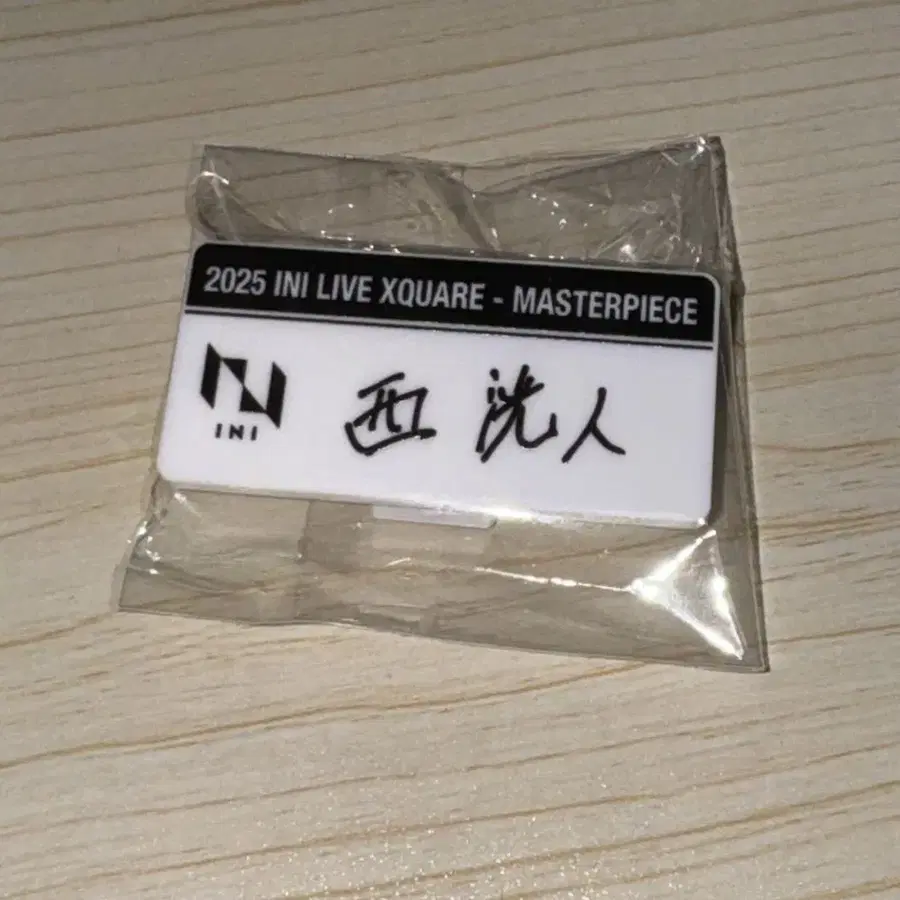 2025 INI LIVE XQUARE - MASTERPIECE
INI
西 洸人